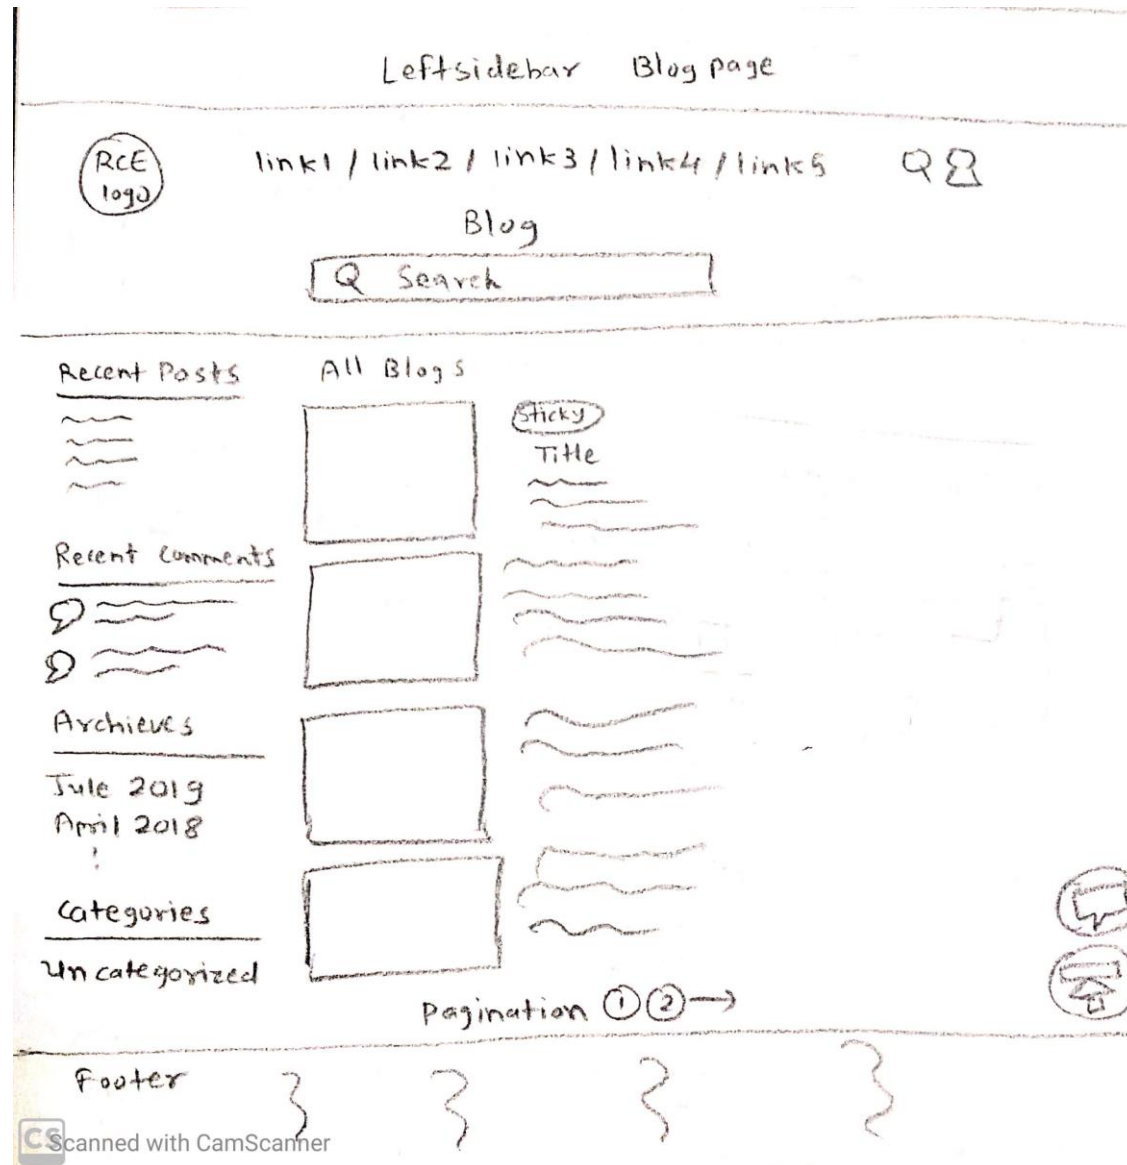 Leftsidebar Blog page
RCE logo
link1 / link2 / link3 / link4 / link5
Blog
Search
Recent Posts
All Blogs
Sticky
Title
Recent Comments
Archieves
Jule 2019
April 2018
Categories
Uncategorized
Pagination 1 2 →
Footer
CS Scanned with CamScanner